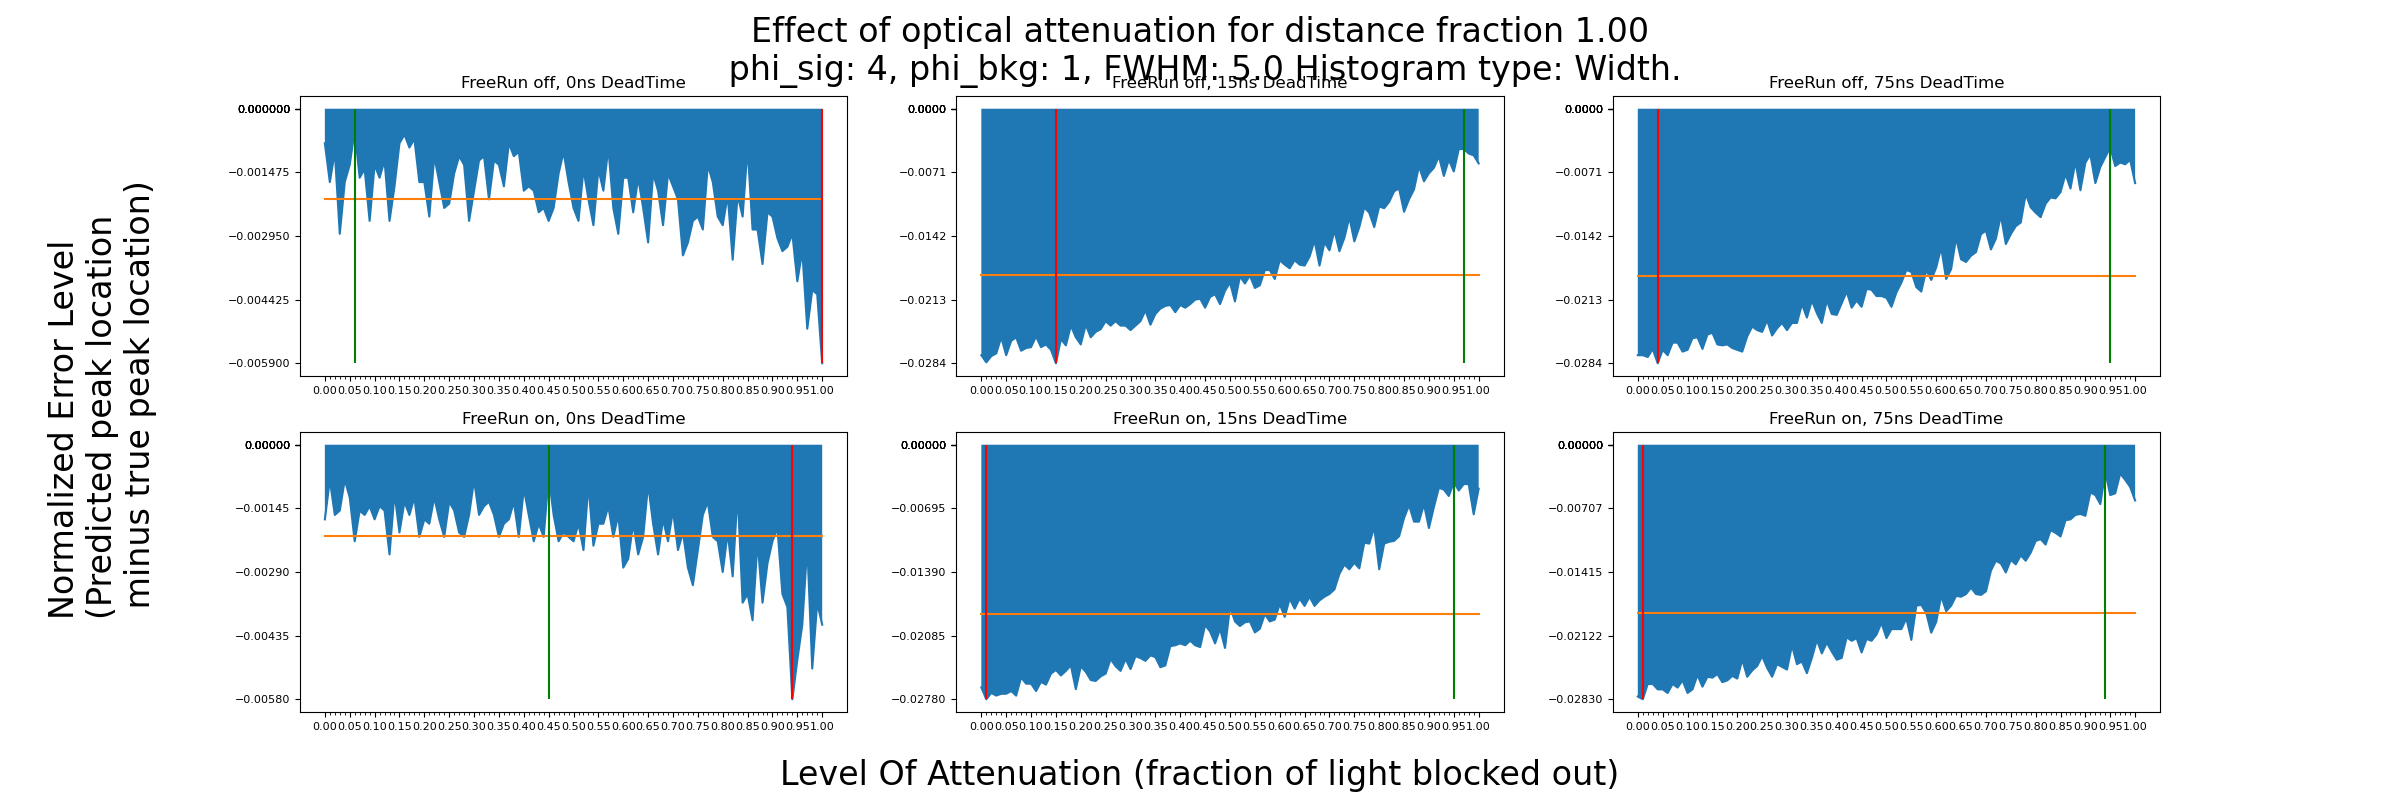 Effect of optical attenuation for distance fraction 1.00
phi_sig: 4, phi_bkg: 1, FWHM: 5.0 Histogram type: Width.
Normalized Error Level
(Predicted peak location
minus true peak location)
FreeRun off, 0ns DeadTime
0.000000
−0.001475
−0.002950
−0.004425
−0.005900
0.00 0.05 0.10 0.15 0.20 0.25 0.30 0.35 0.40 0.45 0.50 0.55 0.60 0.65 0.70 0.75 0.80 0.85 0.90 0.95 1.00
FreeRun off, 15ns DeadTime
0.0000
−0.0071
−0.0142
−0.0213
−0.0284
0.00 0.05 0.10 0.15 0.20 0.25 0.30 0.35 0.40 0.45 0.50 0.55 0.60 0.65 0.70 0.75 0.80 0.85 0.90 0.95 1.00
FreeRun off, 75ns DeadTime
0.0000
−0.0071
−0.0142
−0.0213
−0.0284
0.00 0.05 0.10 0.15 0.20 0.25 0.30 0.35 0.40 0.45 0.50 0.55 0.60 0.65 0.70 0.75 0.80 0.85 0.90 0.95 1.00
FreeRun on, 0ns DeadTime
0.00000
−0.00145
−0.00290
−0.00435
−0.00580
0.00 0.05 0.10 0.15 0.20 0.25 0.30 0.35 0.40 0.45 0.50 0.55 0.60 0.65 0.70 0.75 0.80 0.85 0.90 0.95 1.00
FreeRun on, 15ns DeadTime
0.00000
−0.00695
−0.01390
−0.02085
−0.02780
0.00 0.05 0.10 0.15 0.20 0.25 0.30 0.35 0.40 0.45 0.50 0.55 0.60 0.65 0.70 0.75 0.80 0.85 0.90 0.95 1.00
FreeRun on, 75ns DeadTime
0.00000
−0.00707
−0.01415
−0.02122
−0.02830
0.00 0.05 0.10 0.15 0.20 0.25 0.30 0.35 0.40 0.45 0.50 0.55 0.60 0.65 0.70 0.75 0.80 0.85 0.90 0.95 1.00
Level Of Attenuation (fraction of light blocked out)